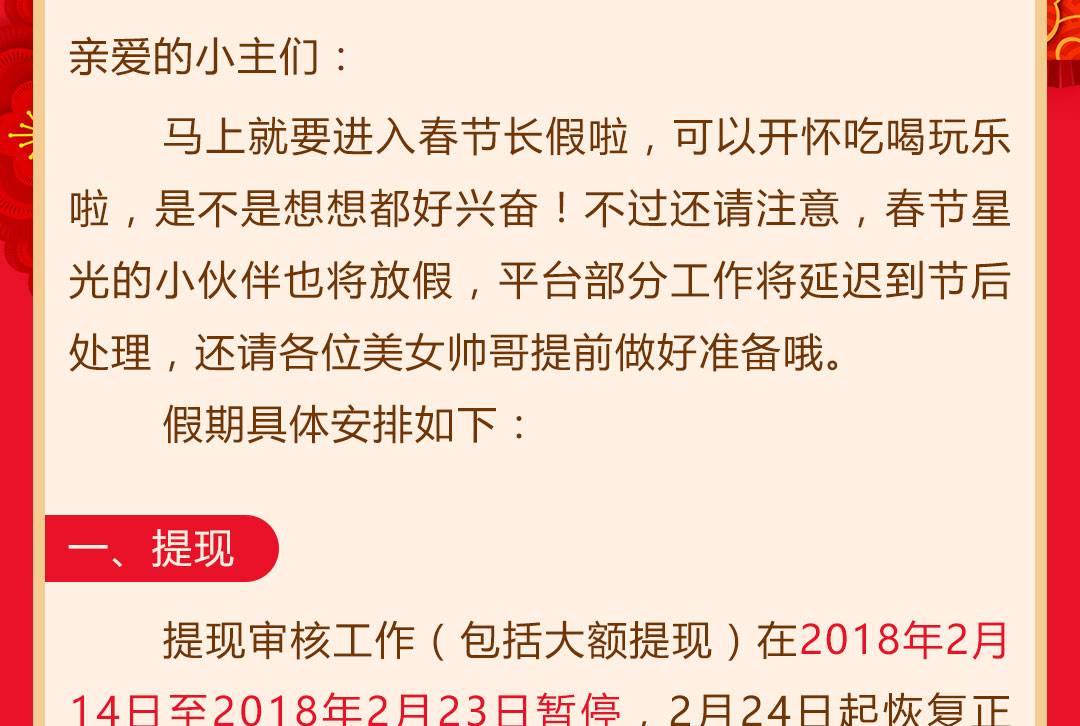 亲爱的小主们：
马上就要进入春节长假啦，可以开怀吃喝玩乐
啦，是不是想想都好兴奋！不过还请注意，春节星
光的小伙伴也将放假，平台部分工作将延迟到节后
处理，还请各位美女帅哥提前做好准备哦。
假期具体安排如下：
一、提现
提现审核工作（包括大额提现）在2018年2月
14日至2018年2月23日暂停，2月24日起恢复正